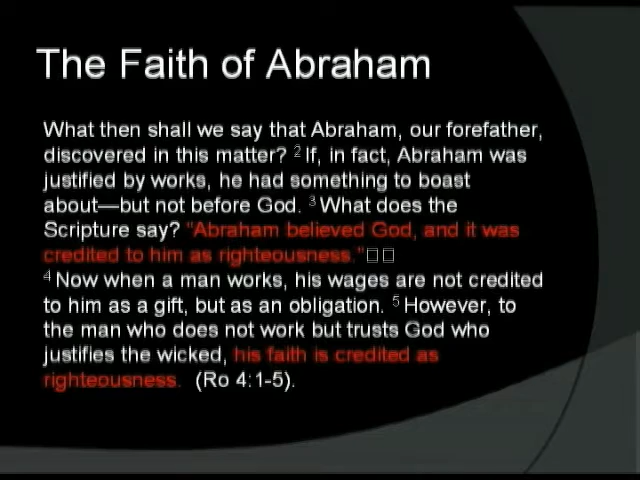 The Faith of Abraham
What then shall we say that Abraham, our forefather,
discovered in this matter? ² If, in fact, Abraham was
justified by works, he had something to boast
about—but not before God. ³ What does the
Scripture say? “Abraham believed God, and it was
credited to him as righteousness.”□□
⁴ Now when a man works, his wages are not credited
to him as a gift, but as an obligation. ⁵ However, to
the man who does not work but trusts God who
justifies the wicked, his faith is credited as
righteousness. (Ro 4:1-5).